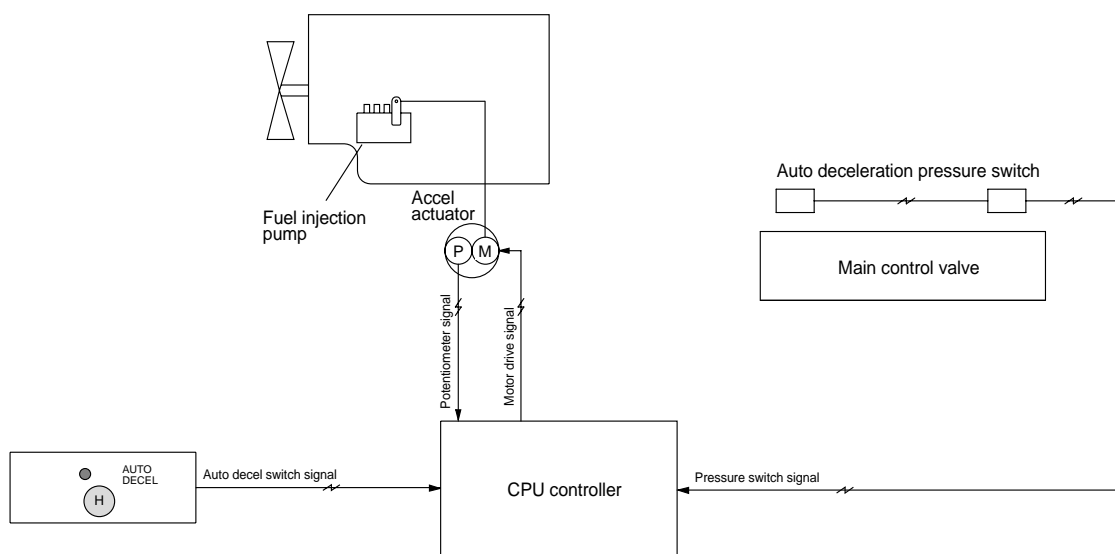 Fuel injection
pump
Accel
actuator
P
M
Potentiometer signal
Motor drive signal
Auto deceleration pressure switch
Main control valve
AUTO
DECEL
H
Auto decel switch signal
CPU controller
Pressure switch signal